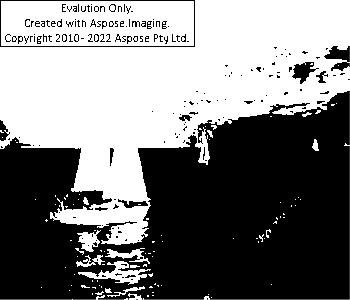 Evalution Only.
Created with Aspose.Imaging.
Copyright 2010- 2022 Aspose Pty Ltd.